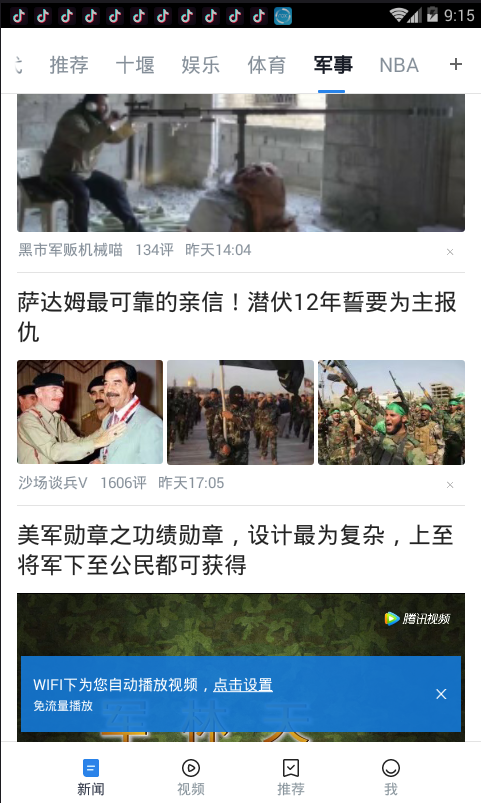 9:15
推荐 十堰 娱乐 体育 军事 NBA +
黑市军贩机械喵 134评 昨天14:04
萨达姆最可靠的亲信！潜伏12年誓要为主报
仇
沙场谈兵V 1606评 昨天17:05
美军勋章之功绩勋章，设计最为复杂，上至
将军下至公民都可获得
腾讯视频
WIFI下为您自动播放视频，点击设置
免流量播放
军林天
新闻 视频 推荐 我